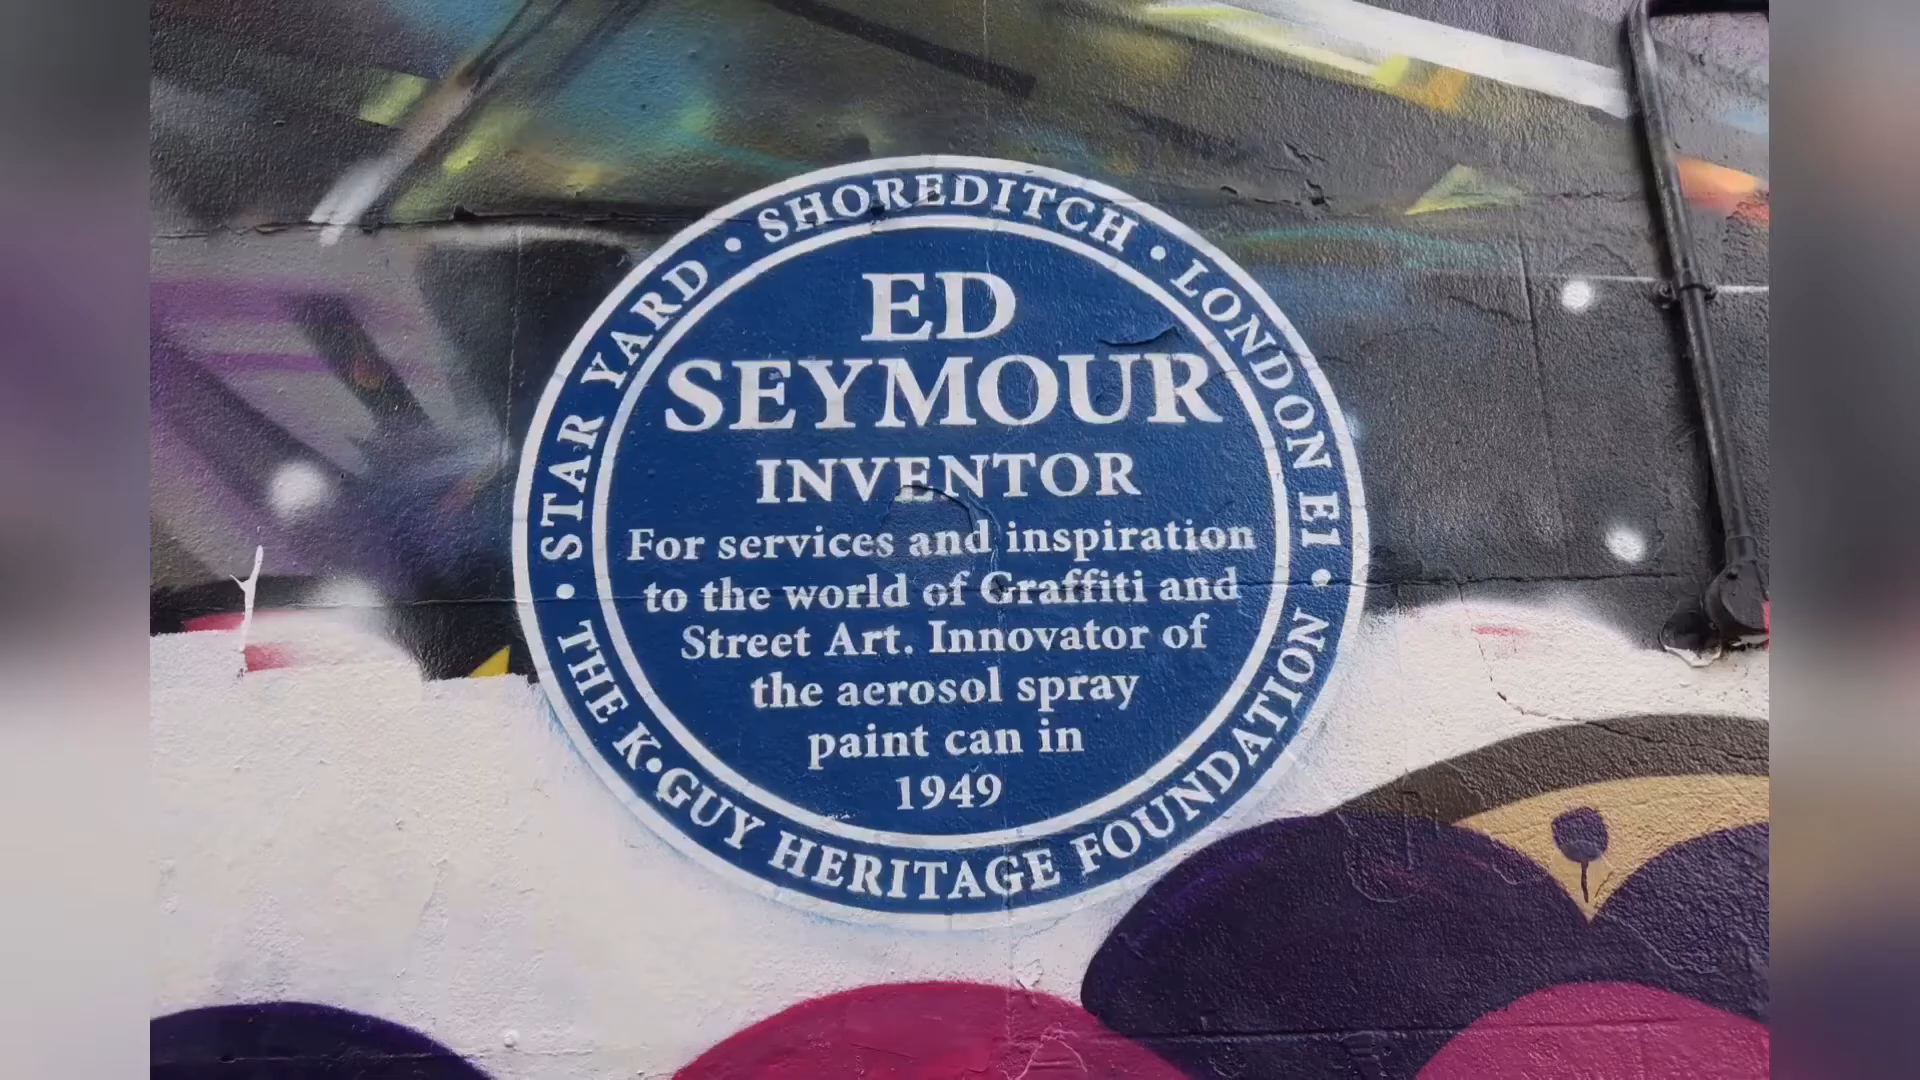 STAR YARD • SHOREDITCH • LONDON E1 •
ED
SEYMOUR
INVENTOR
For services and inspiration
to the world of Graffiti and
Street Art. Innovator of
the aerosol spray
paint can in
1949
• THE K•GUY HERITAGE FOUNDATION